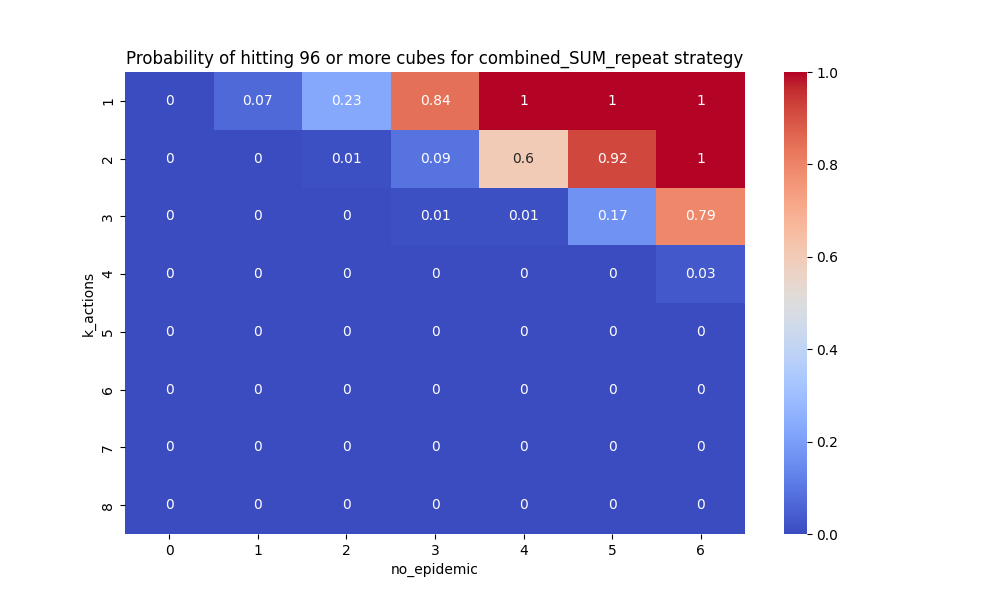 Probability of hitting 96 or more cubes for combined_SUM_repeat strategy
1 0 0.07 0.23 0.84 1 1 1
2 0 0 0.01 0.09 0.6 0.92 1
3 0 0 0 0.01 0.01 0.17 0.79
4 0 0 0 0 0 0 0.03
5 0 0 0 0 0 0 0
6 0 0 0 0 0 0 0
7 0 0 0 0 0 0 0
8 0 0 0 0 0 0 0
0 1 2 3 4 5 6
no_epidemic
k_actions
1.0
0.8
0.6
0.4
0.2
0.0